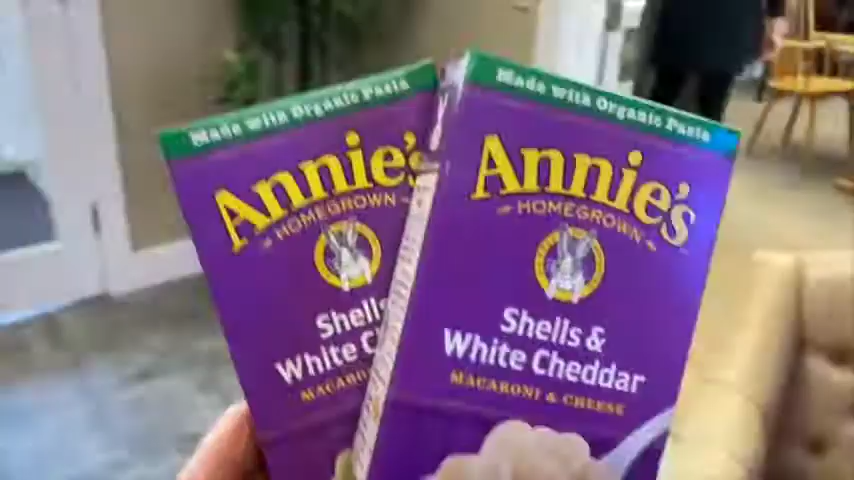 Made with Organic Pasta
Annie's
HOMEGROWN
Shells
White C
MACARON
Made with Organic Pasta
Annie's
HOMEGROWN
Shells &
White Cheddar
MACARONI & CHEESE